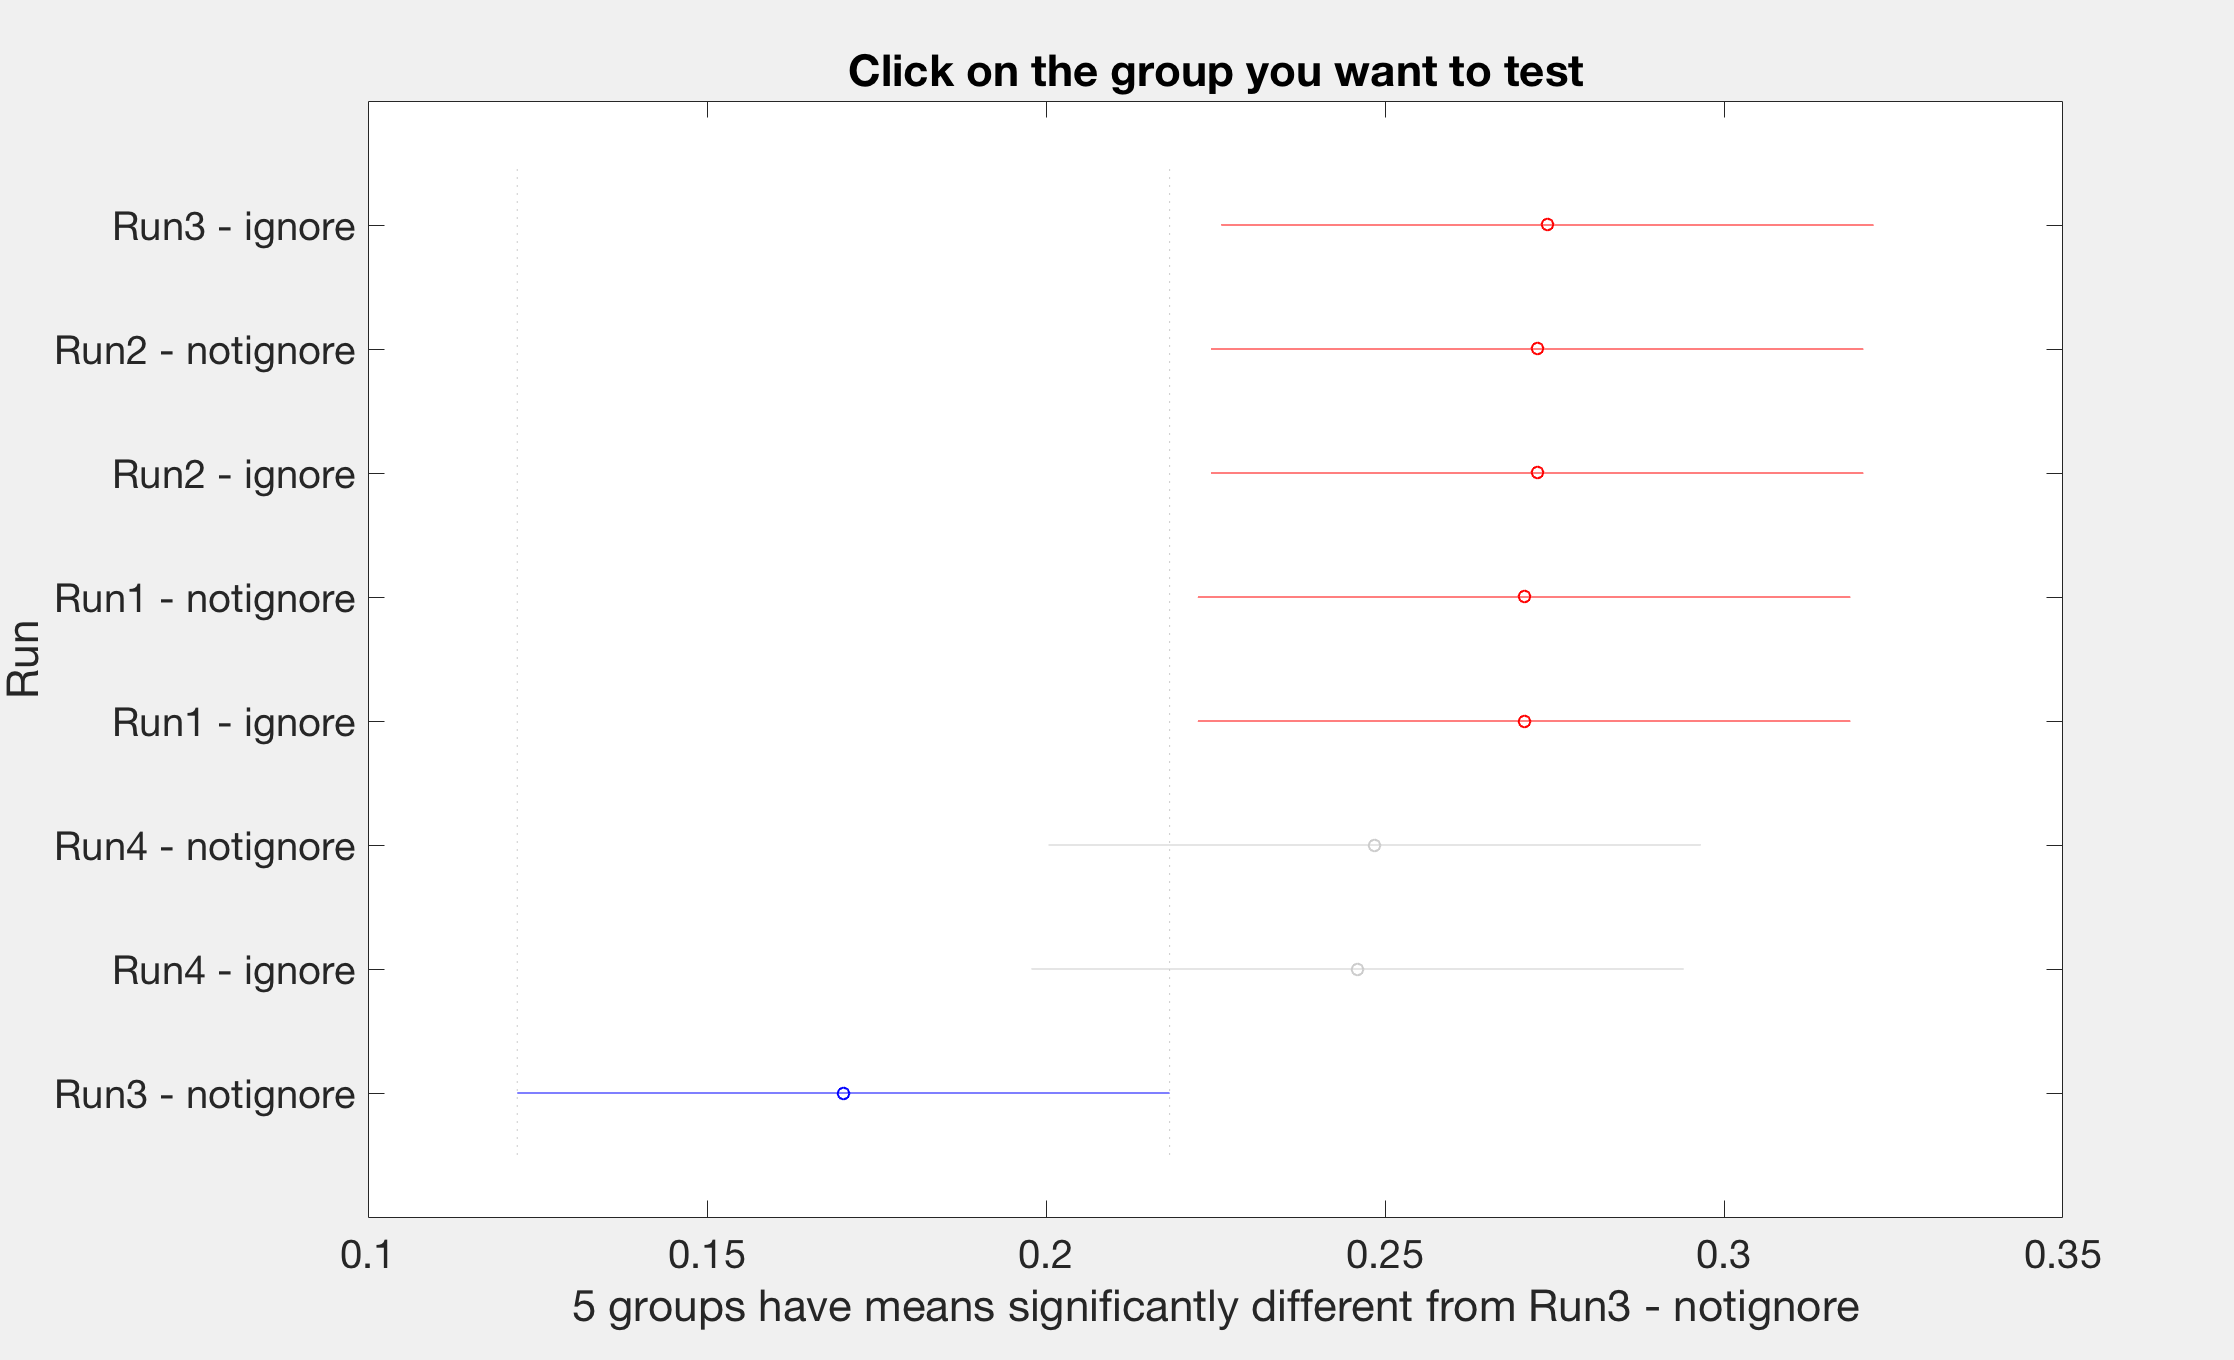 Click on the group you want to test
Run3 - ignore
Run2 - notignore
Run2 - ignore
Run1 - notignore
Run1 - ignore
Run4 - notignore
Run4 - ignore
Run3 - notignore
Run
0.1 0.15 0.2 0.25 0.3 0.35
5 groups have means significantly different from Run3 - notignore